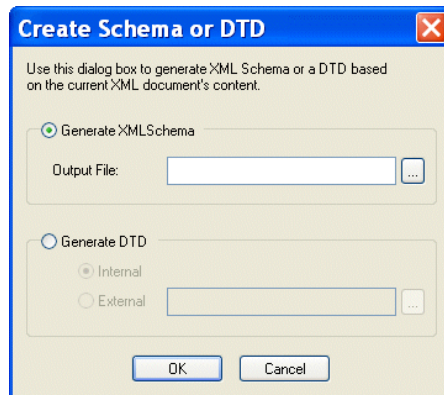 Create Schema or DTD
Use this dialog box to generate XML Schema or a DTD based
on the current XML document's content.
Generate XMLSchema
Output File:
...
Generate DTD
Internal
External
...
OK
Cancel